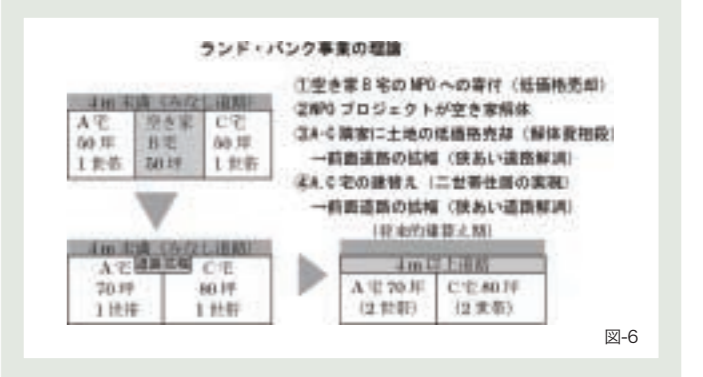 ランド・バンク事業の理論
①空き家B宅のNPOへの寄付（低価格売却）
②NPOプロジェクトが空き家解体
③A・C隣家に土地の低価格売却（解体費相殺）
→前面道路の拡幅（狭あい道路解消）
④A.C宅の建替え（二世帯住居の実現）
→前面道路の拡幅（狭あい道路解消）
（将来的建替え期）
4m未満（みなし道路）
A宅 空き家 C宅
50坪 B宅 50坪
1世帯 50坪 1世帯
4m未満（みなし道路）
A宅 道路拡幅 C宅
70坪 80坪
1世帯 1世帯
4m以上道路
A宅70坪 C宅80坪
（2世帯） （2世帯）
図-6